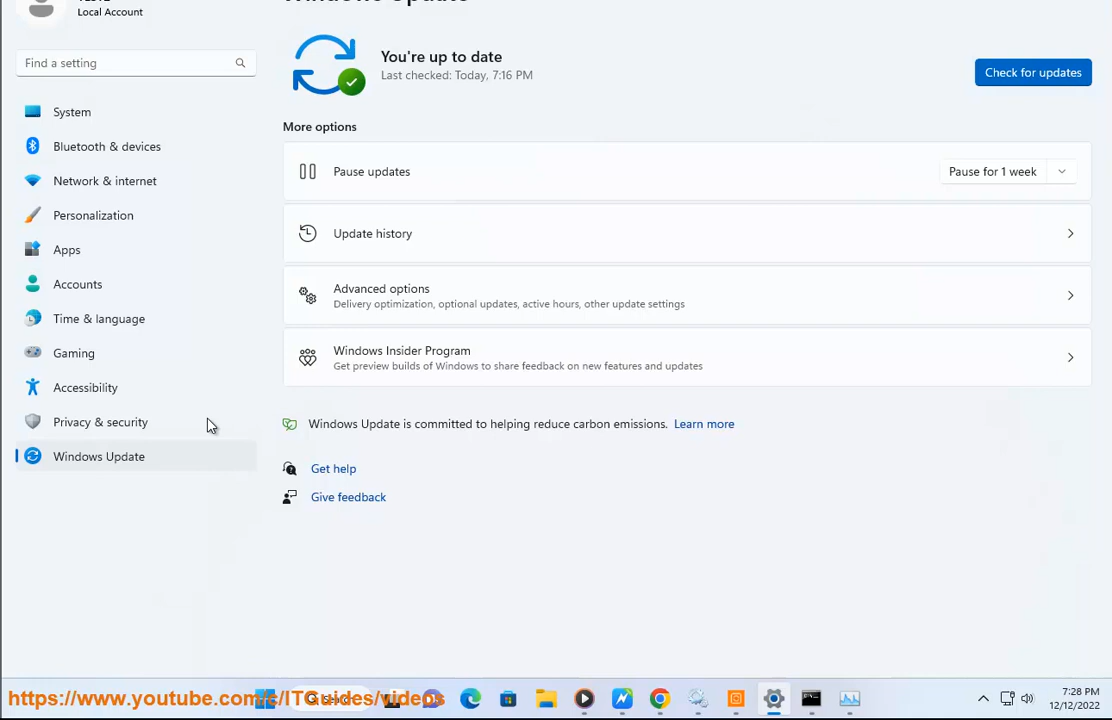 Local Account
Find a setting
System
Bluetooth & devices
Network & internet
Personalization
Apps
Accounts
Time & language
Gaming
Accessibility
Privacy & security
Windows Update
Windows Update
You're up to date
Last checked: Today, 7:16 PM
Check for updates
More options
Pause updates
Pause for 1 week
Update history
Advanced options
Delivery optimization, optional updates, active hours, other update settings
Windows Insider Program
Get preview builds of Windows to share feedback on new features and updates
Windows Update is committed to helping reduce carbon emissions. Learn more
Get help
Give feedback
https://www.youtube.com/c/ITGuides/videos
7:28 PM
12/12/2022